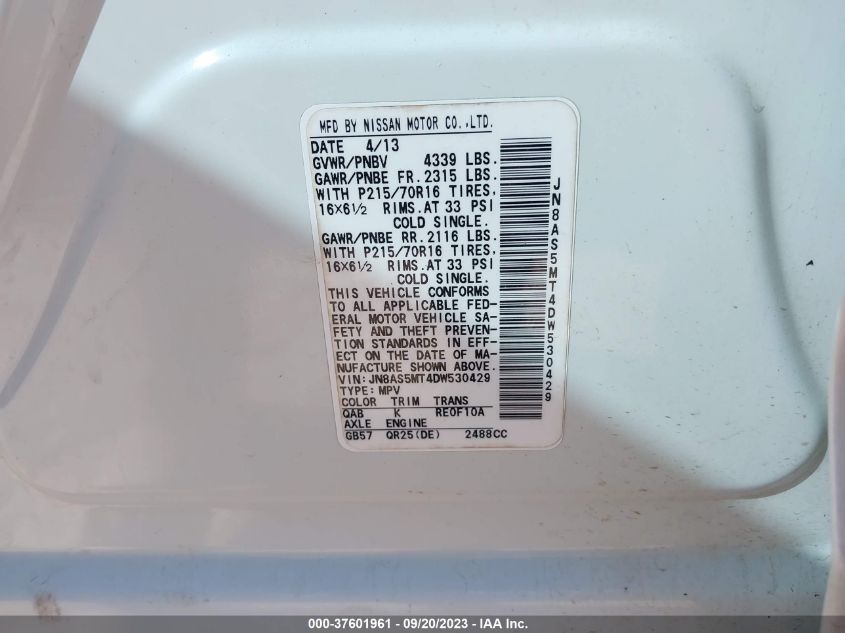 MFD BY NISSAN MOTOR CO.,LTD.
DATE 4/13
GVWR/PNBV 4339 LBS.
GAWR/PNBE FR.2315 LBS.
WITH P215/70R16 TIRES,
16X6½ RIMS.AT 33 PSI
COLD SINGLE.
GAWR/PNBE RR.2116 LBS.
WITH P215/70R16 TIRES,
16X6½ RIMS.AT 33 PSI
COLD SINGLE.
THIS VEHICLE CONFORMS
TO ALL APPLICABLE FED-
ERAL MOTOR VEHICLE SA-
FETY AND THEFT PREVEN-
TION STANDARDS IN EFF-
ECT ON THE DATE OF MA-
NUFACTURE SHOWN ABOVE.
VIN:JN8AS5MT4DW530429
TYPE:MPV
COLOR TRIM TRANS
QAB K RE0F10A
AXLE ENGINE
GB57 QR25(DE) 2488CC
JN8AS5MT4DW530429
000-37601961 - 09/20/2023 - IAA Inc.